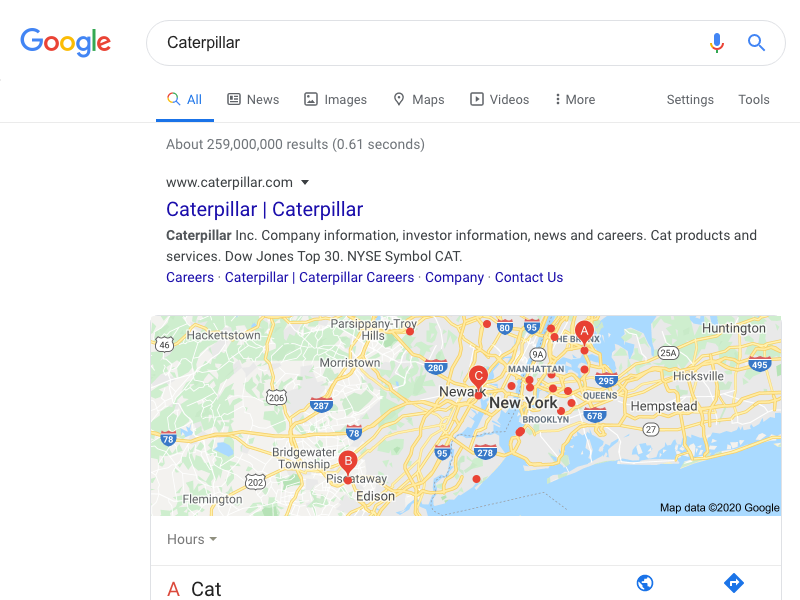 Google
Caterpillar
All
News
Images
Maps
Videos
More
Settings
Tools
About 259,000,000 results (0.61 seconds)
www.caterpillar.com
Caterpillar | Caterpillar
Caterpillar Inc. Company information, investor information, news and careers. Cat products and
services. Dow Jones Top 30. NYSE Symbol CAT.
Careers · Caterpillar | Caterpillar Careers · Company · Contact Us
Parsippany-Troy
Hills
Hackettstown
46
80
95
A
THE BRONX
Huntington
9A
25A
Morristown
280
MANHATTAN
495
C
295
Hicksville
Newark
206
287
New York
QUEENS
Hempstead
678
BROOKLYN
27
78
78
Bridgewater
Township
95
278
B
202
Piscataway
Flemington
Edison
Map data ©2020 Google
Hours
A Cat